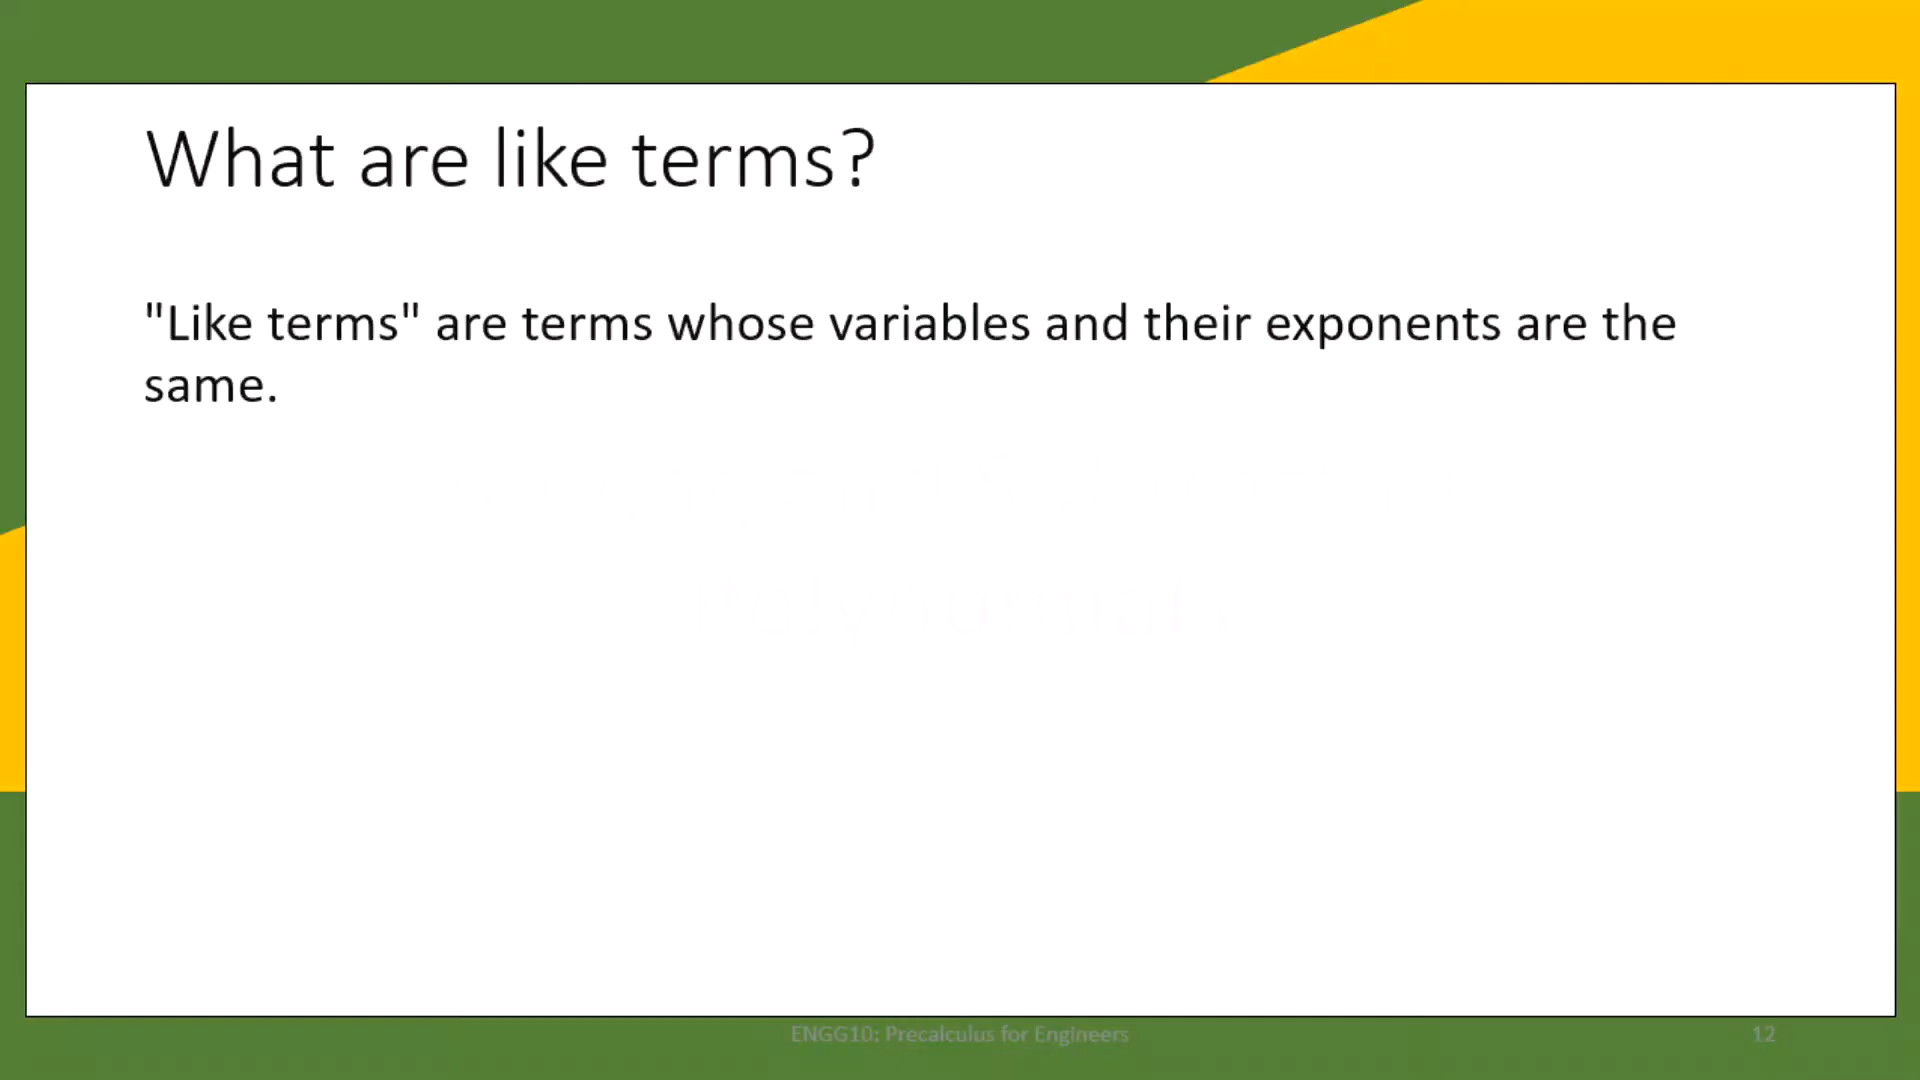 What are like terms?
"Like terms" are terms whose variables and their exponents are the
same.
ENGG10: Precalculus for Engineers
12